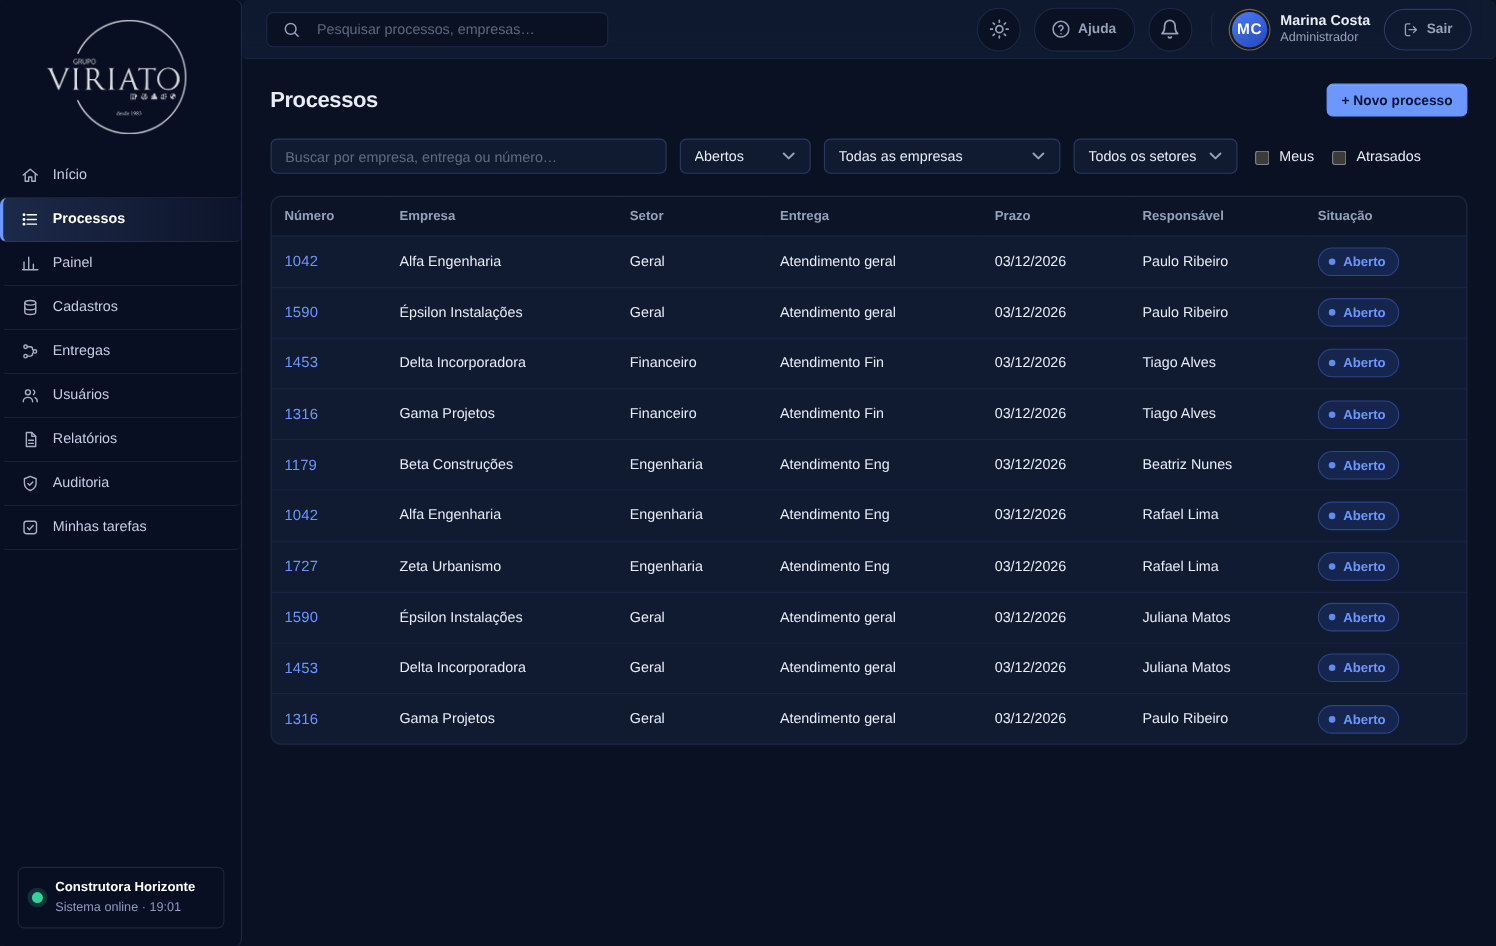 GRUPO
VIRIATO
desde 1983
Início
Processos
Painel
Cadastros
Entregas
Usuários
Relatórios
Auditoria
Minhas tarefas
Construtora Horizonte
Sistema online · 19:01
Pesquisar processos, empresas…
Ajuda
MC
Marina Costa
Administrador
Sair
Processos
+ Novo processo
Buscar por empresa, entrega ou número…
Abertos
Todas as empresas
Todos os setores
Meus
Atrasados
Número Empresa Setor Entrega Prazo Responsável Situação
1042 Alfa Engenharia Geral Atendimento geral 03/12/2026 Paulo Ribeiro Aberto
1590 Épsilon Instalações Geral Atendimento geral 03/12/2026 Paulo Ribeiro Aberto
1453 Delta Incorporadora Financeiro Atendimento Fin 03/12/2026 Tiago Alves Aberto
1316 Gama Projetos Financeiro Atendimento Fin 03/12/2026 Tiago Alves Aberto
1179 Beta Construções Engenharia Atendimento Eng 03/12/2026 Beatriz Nunes Aberto
1042 Alfa Engenharia Engenharia Atendimento Eng 03/12/2026 Rafael Lima Aberto
1727 Zeta Urbanismo Engenharia Atendimento Eng 03/12/2026 Rafael Lima Aberto
1590 Épsilon Instalações Geral Atendimento geral 03/12/2026 Juliana Matos Aberto
1453 Delta Incorporadora Geral Atendimento geral 03/12/2026 Juliana Matos Aberto
1316 Gama Projetos Geral Atendimento geral 03/12/2026 Paulo Ribeiro Aberto